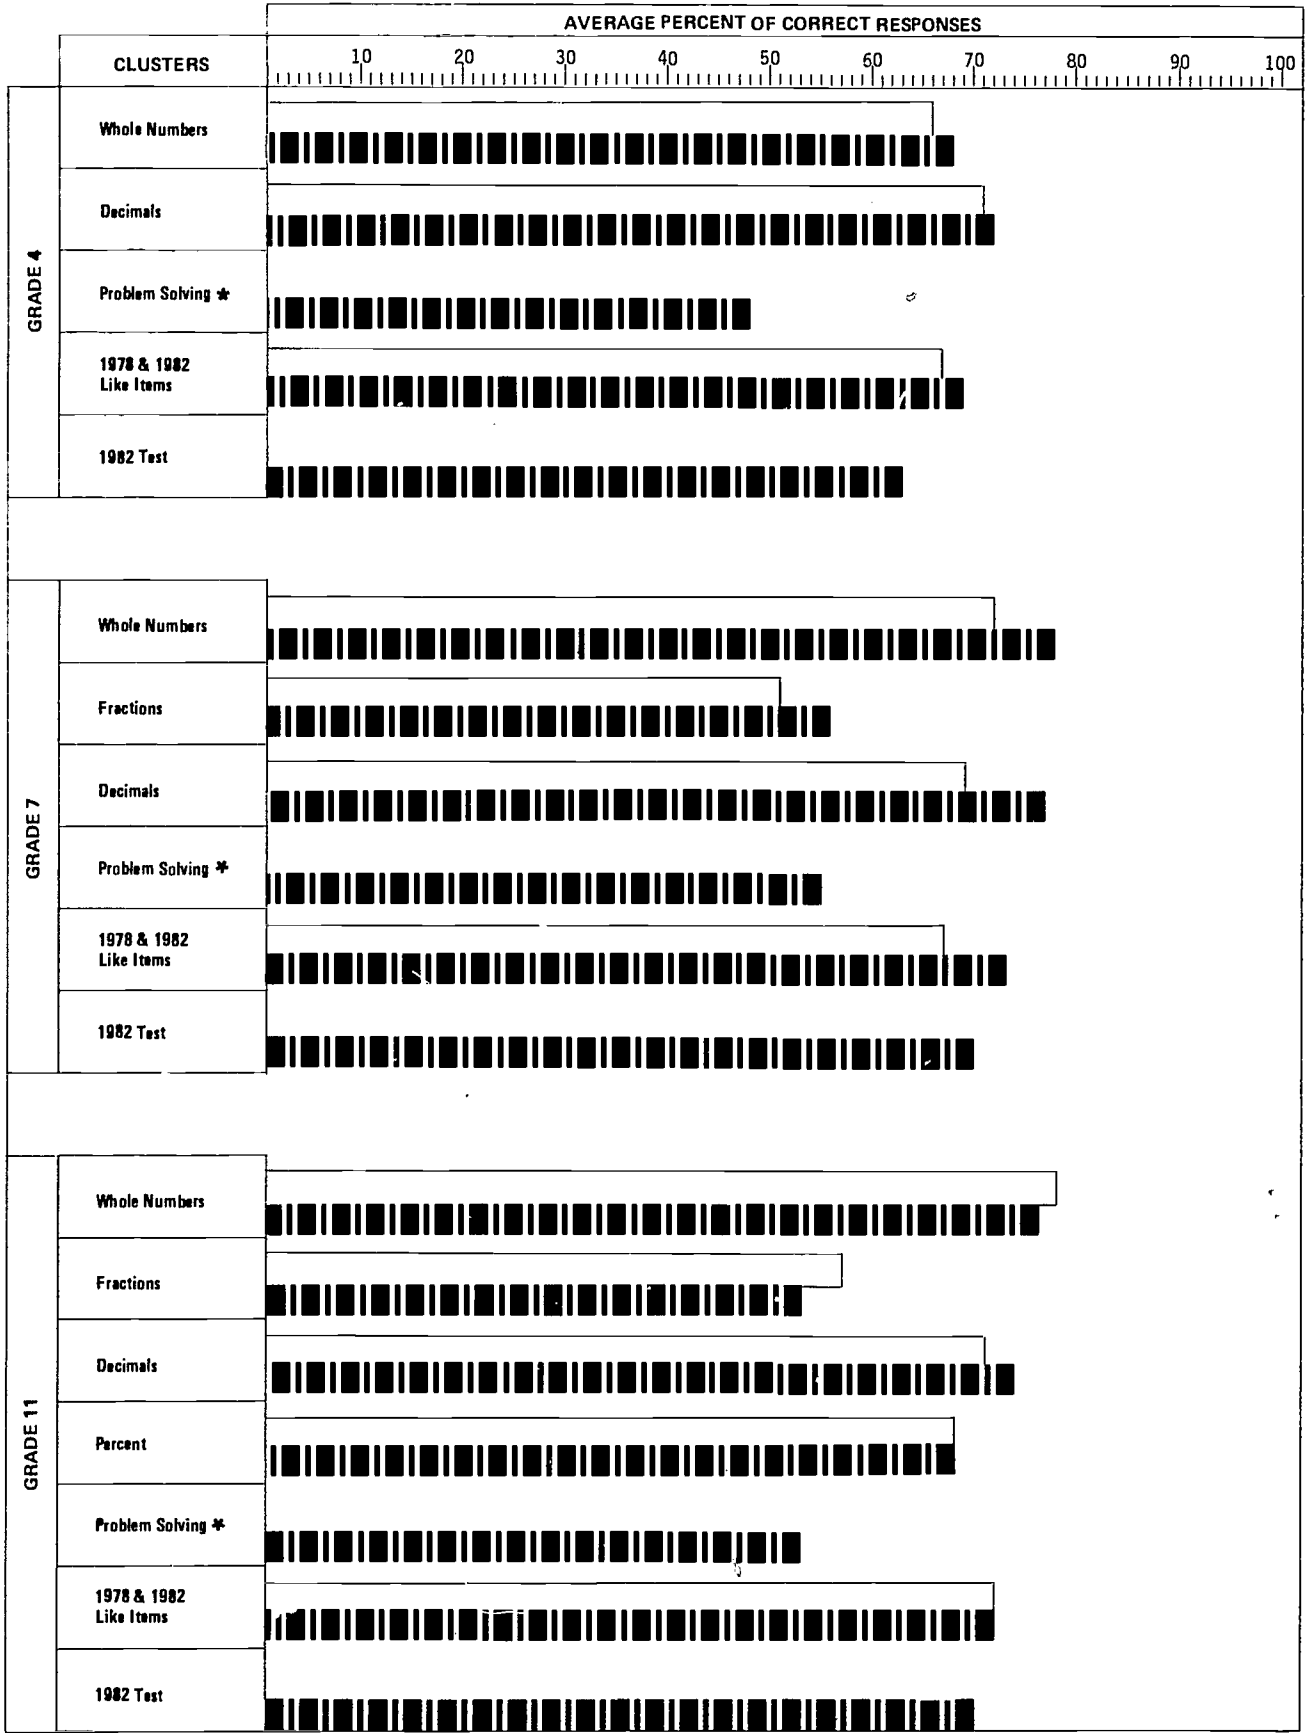 AVERAGE PERCENT OF CORRECT RESPONSES
CLUSTERS
10 20 30 40 50 60 70 80 90 100
GRADE 4
Whole Numbers
Decimals
Problem Solving *
1978 & 1982
Like Items
1982 Test
GRADE 7
Whole Numbers
Fractions
Decimals
Problem Solving *
1978 & 1982
Like Items
1982 Test
GRADE 11
Whole Numbers
Fractions
Decimals
Percent
Problem Solving *
1978 & 1982
Like Items
1982 Test